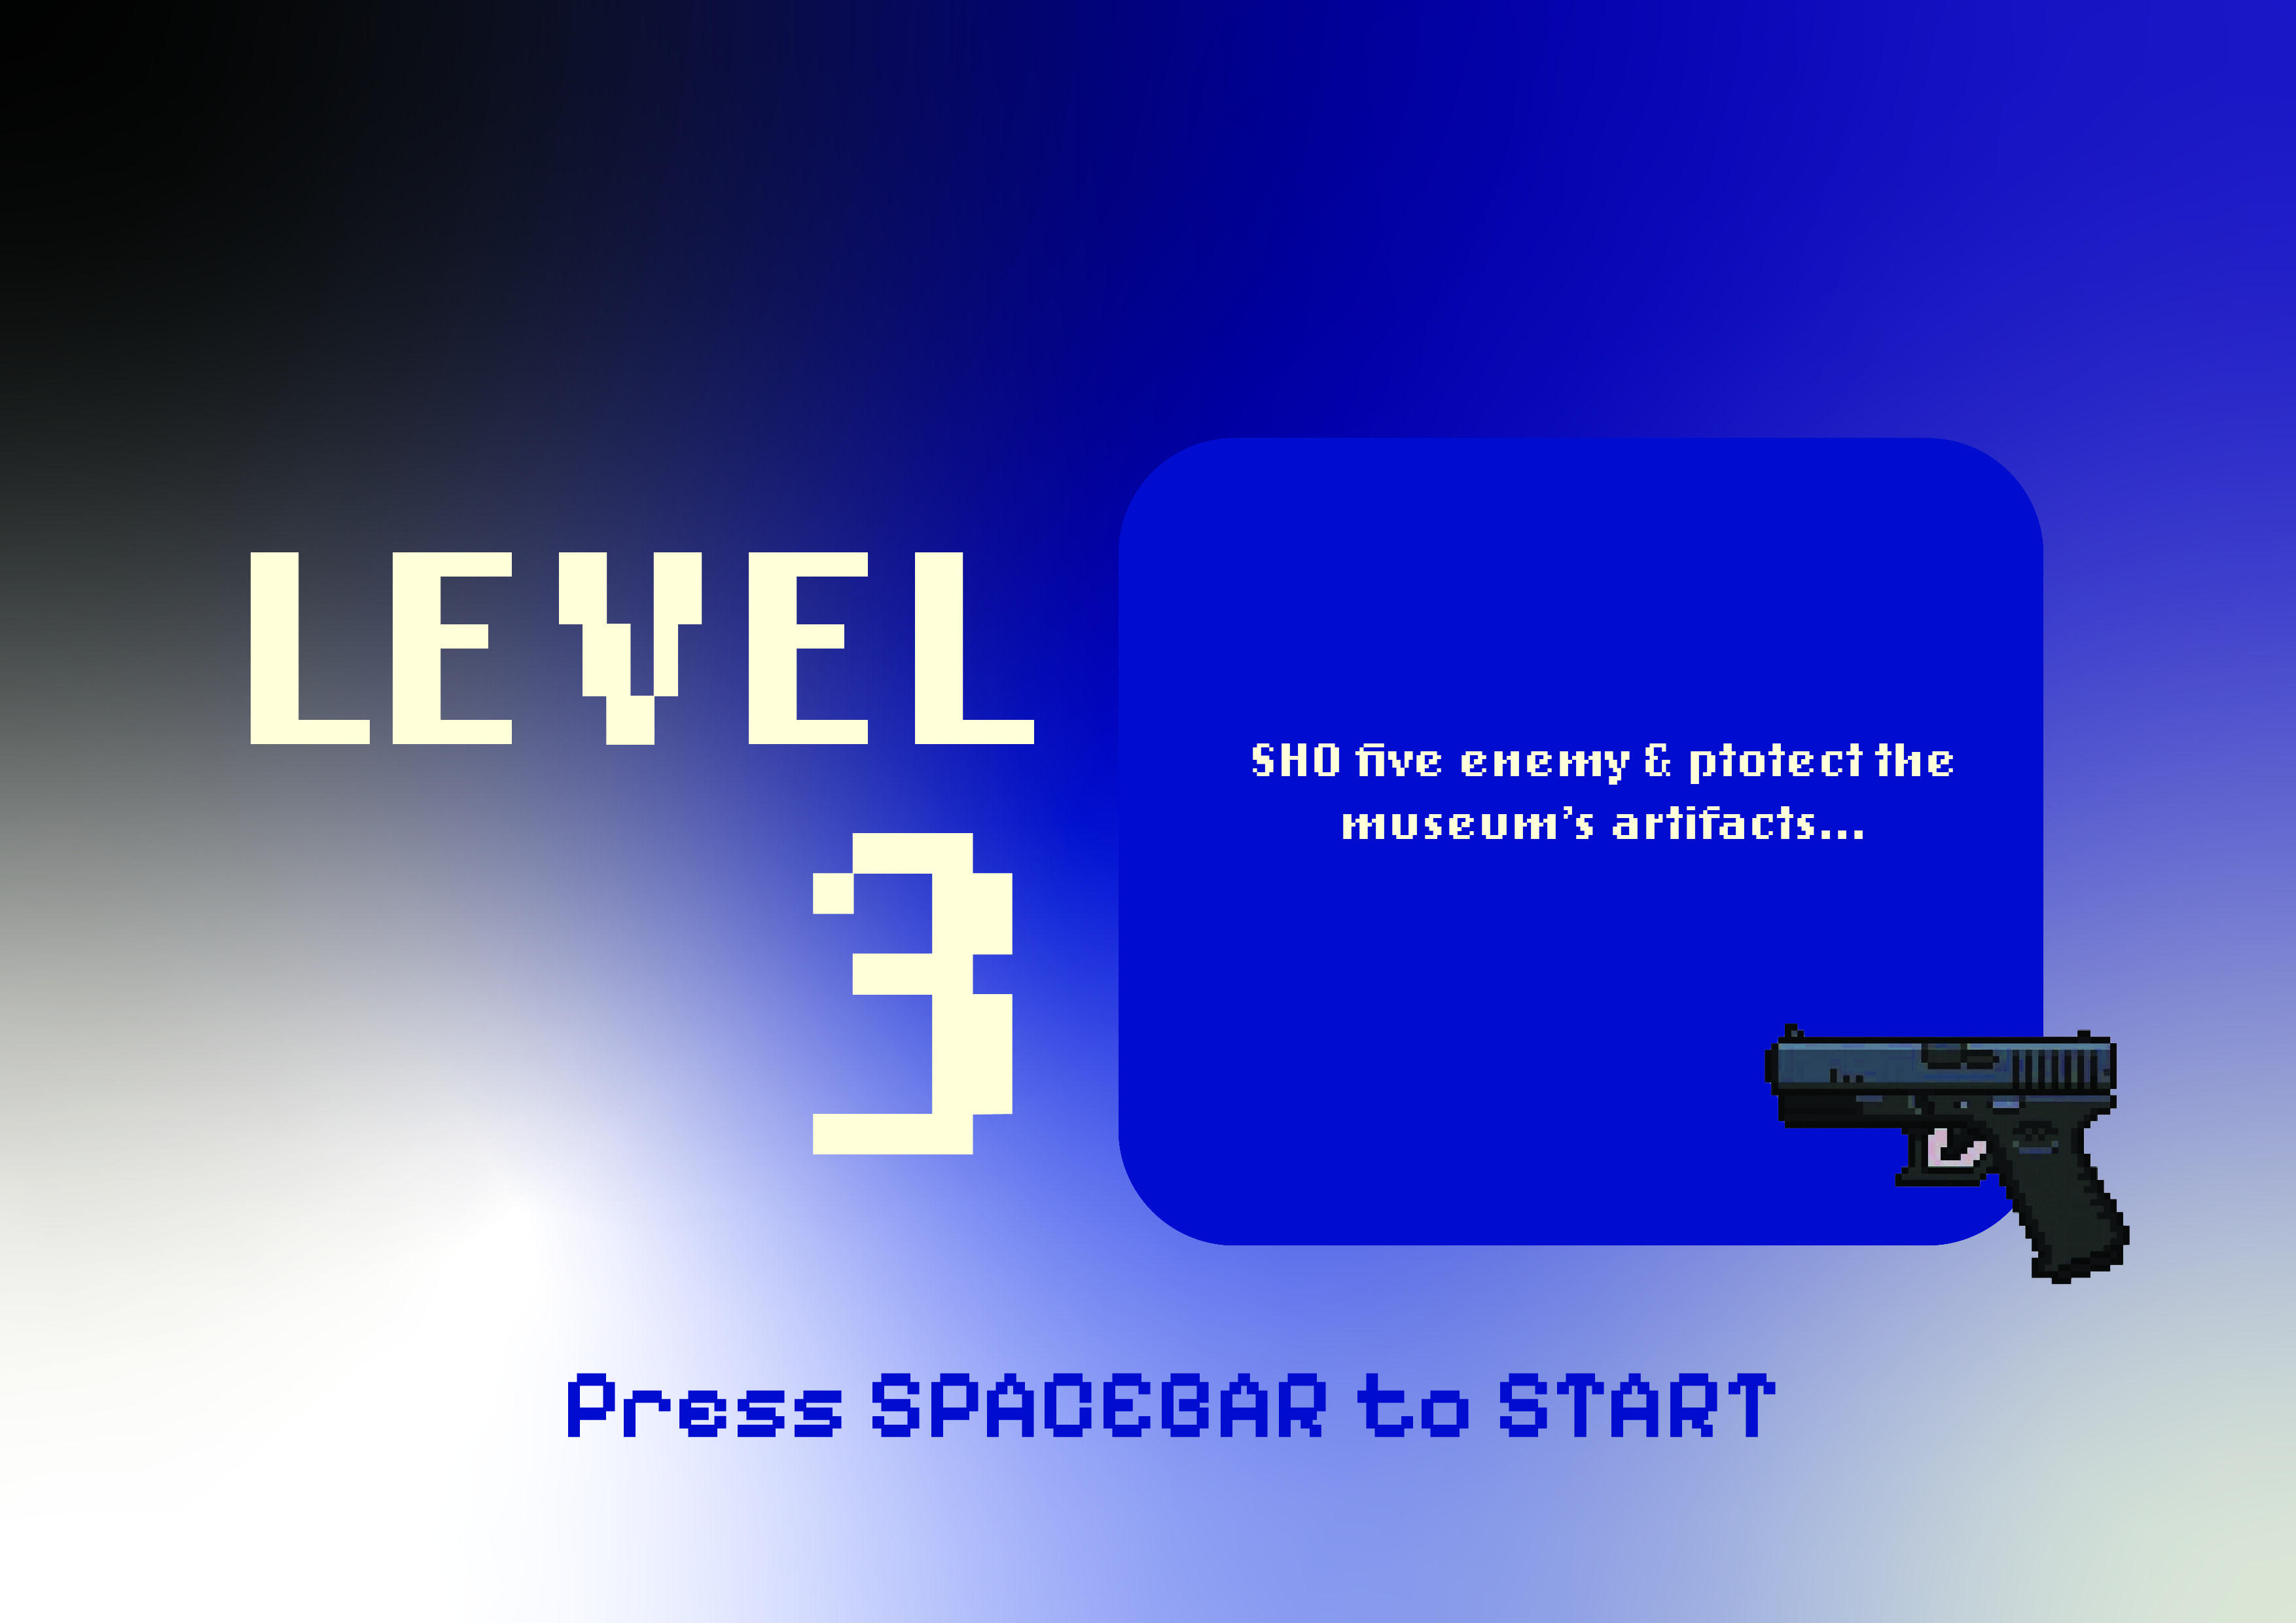 LEVEL
3
SHO five enemy & ptotect the
museum's artifacts...
Press SPACEBAR to START